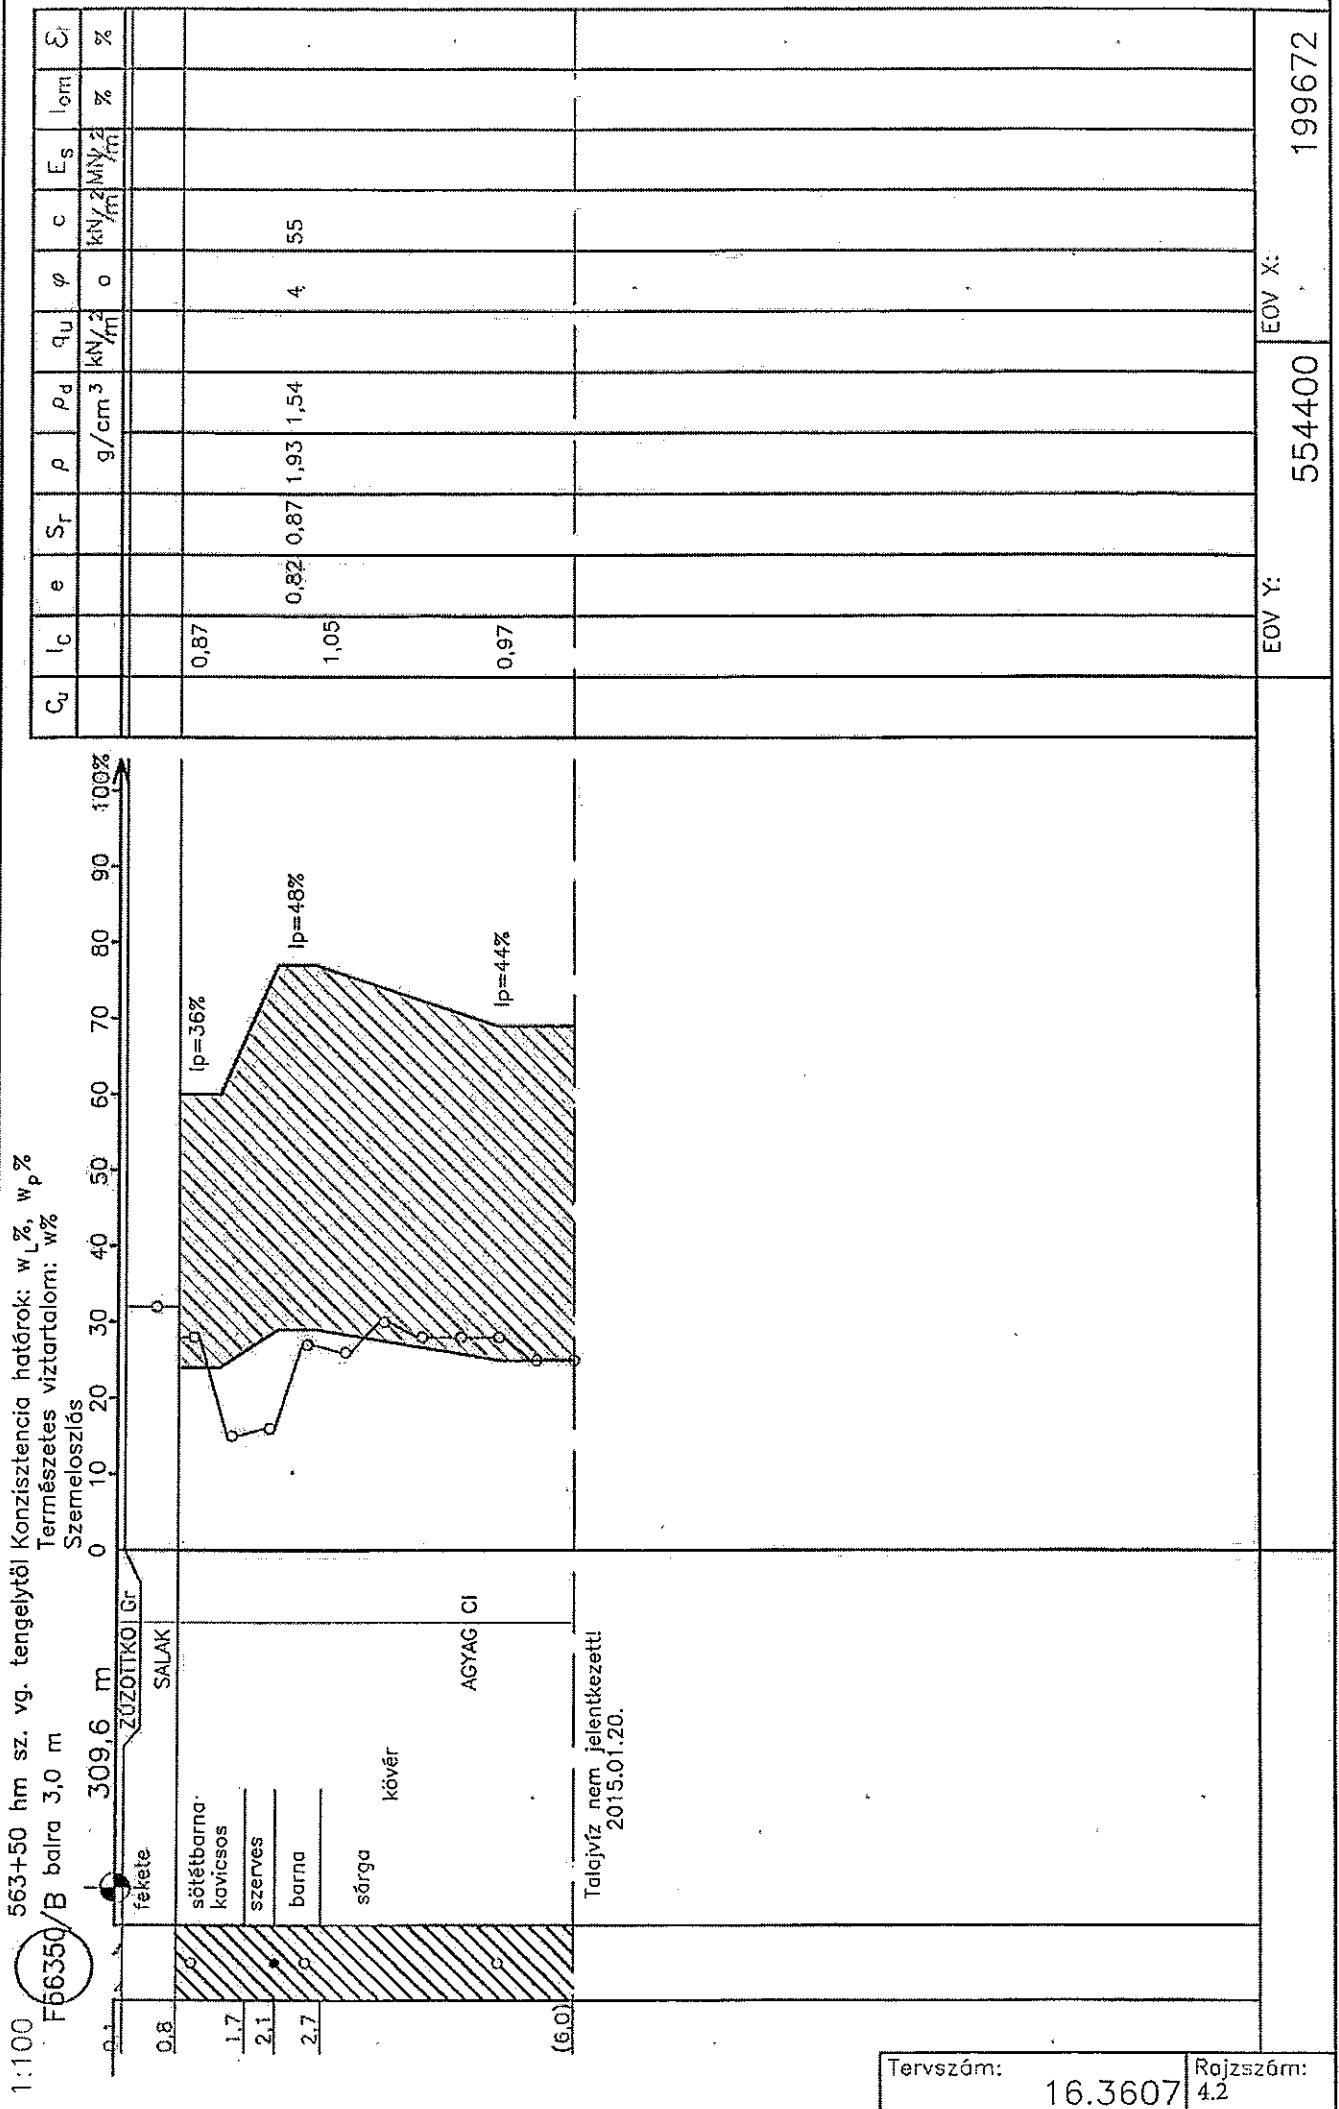 1:100
563+50 hm sz. vg. tengelytől
F66350/B balra 3,0 m
309,6 m
Konzisztencia határok: wL%, wp%
Természetes víztartalom: w%
Szemeloszlás
0 10 20 30 40 50 60 70 80 90 100%
Cu Ic e Sr ρ ρd qu φ c Es Iom Ei
g/cm3 kN/m2 o kN/m2 MN/m2 % %
0,1
fekete
ZÚZOTTKŐ Gr
SALAK
0,8
sötétbarna
kavicsos
Ip=36%
0,87
1,7
szerves
2,1
barna
Ip=48%
0,82 0,87 1,93 1,54 4 55
2,7
1,05
sárga
kövér
AGYAG Cl
Ip=44%
0,97
(6,0)
Talajvíz nem jelentkezett!
2015.01.20.
EOV Y: 554400
EOV X: 199672
Tervszám: 16.3607
Rajzszám: 4.2